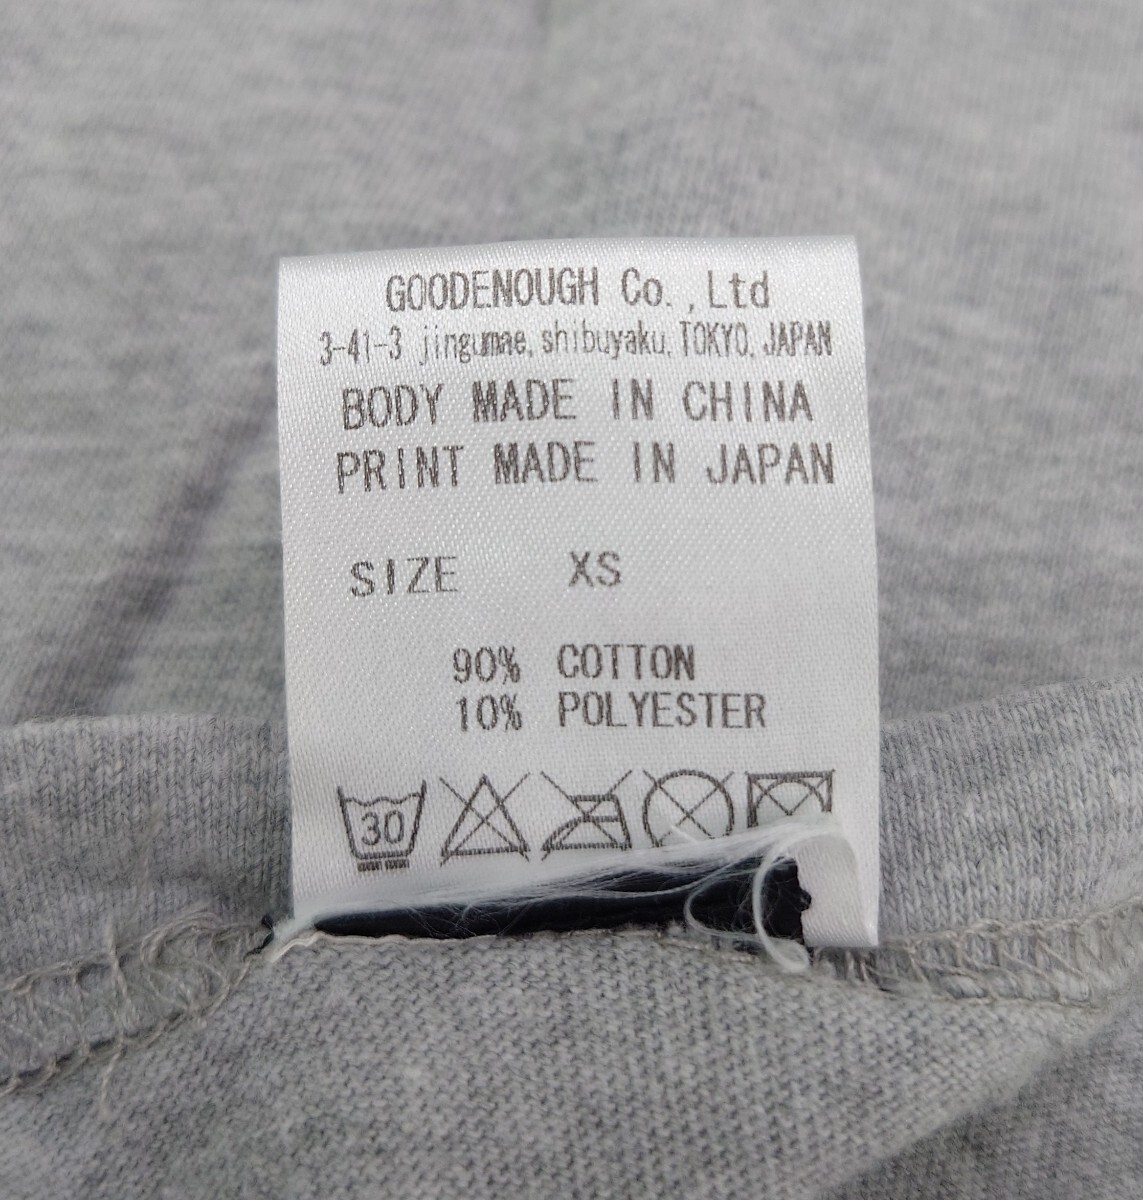 GOODENOUGH Co.,Ltd
3-41-3 jingumae, shibuyaku, TOKYO, JAPAN
BODY MADE IN CHINA
PRINT MADE IN JAPAN
SIZE XS
90% COTTON
10% POLYESTER
30